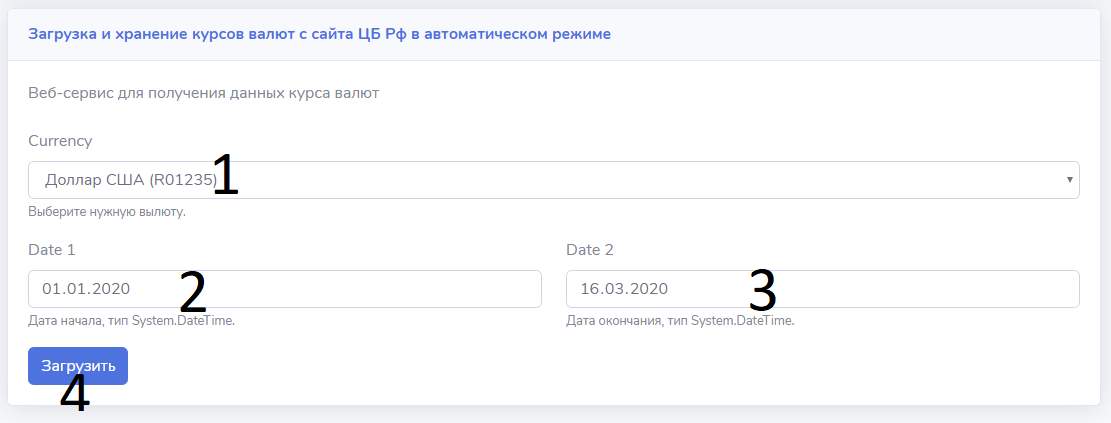 Загрузка и хранение курсов валют с сайта ЦБ Рф в автоматическом режиме
Веб-сервис для получения данных курса валют
Currency
Доллар США (R01235) 1
Выберите нужную вылюту.
Date 1
Date 2
01.01.2020 2
16.03.2020 3
Дата начала, тип System.DateTime.
Дата окончания, тип System.DateTime.
Загрузить
4